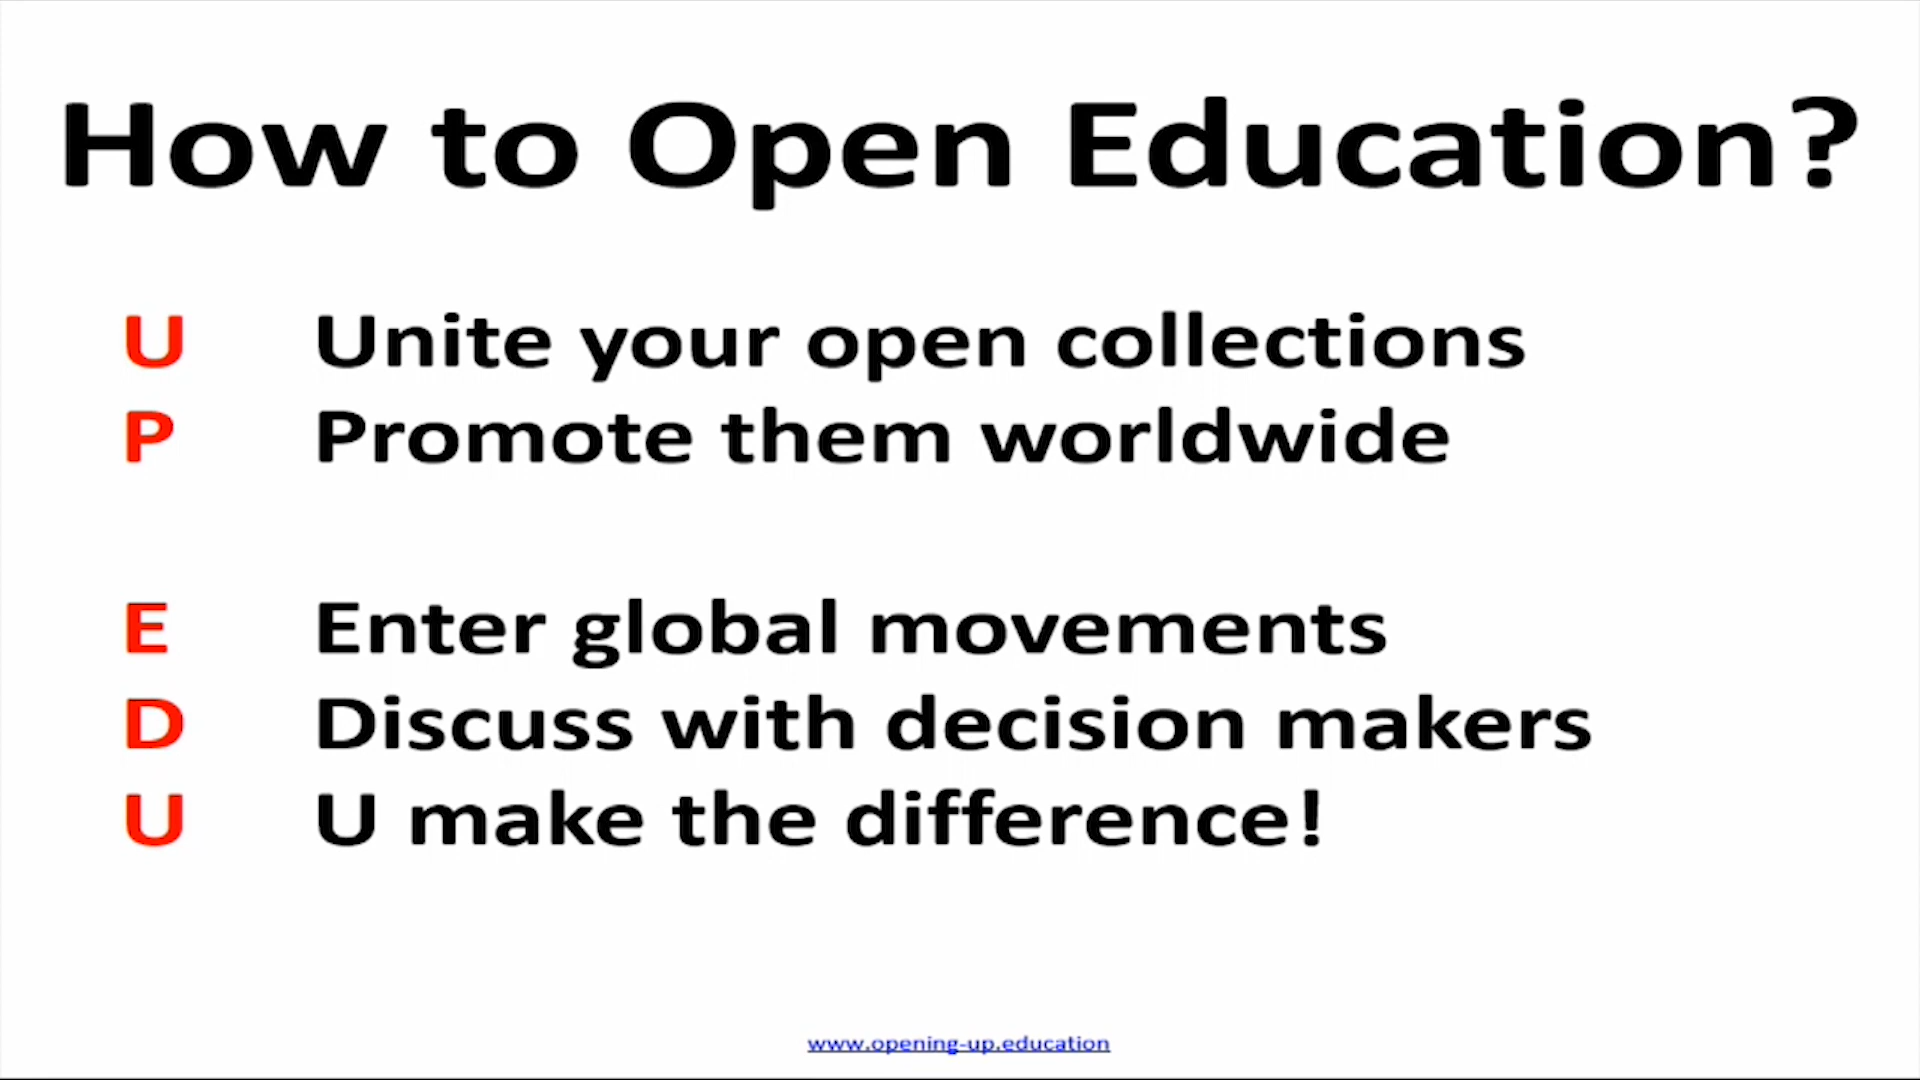 How to Open Education?
U Unite your open collections
P Promote them worldwide
E Enter global movements
D Discuss with decision makers
U U make the difference!
www.opening-up.education